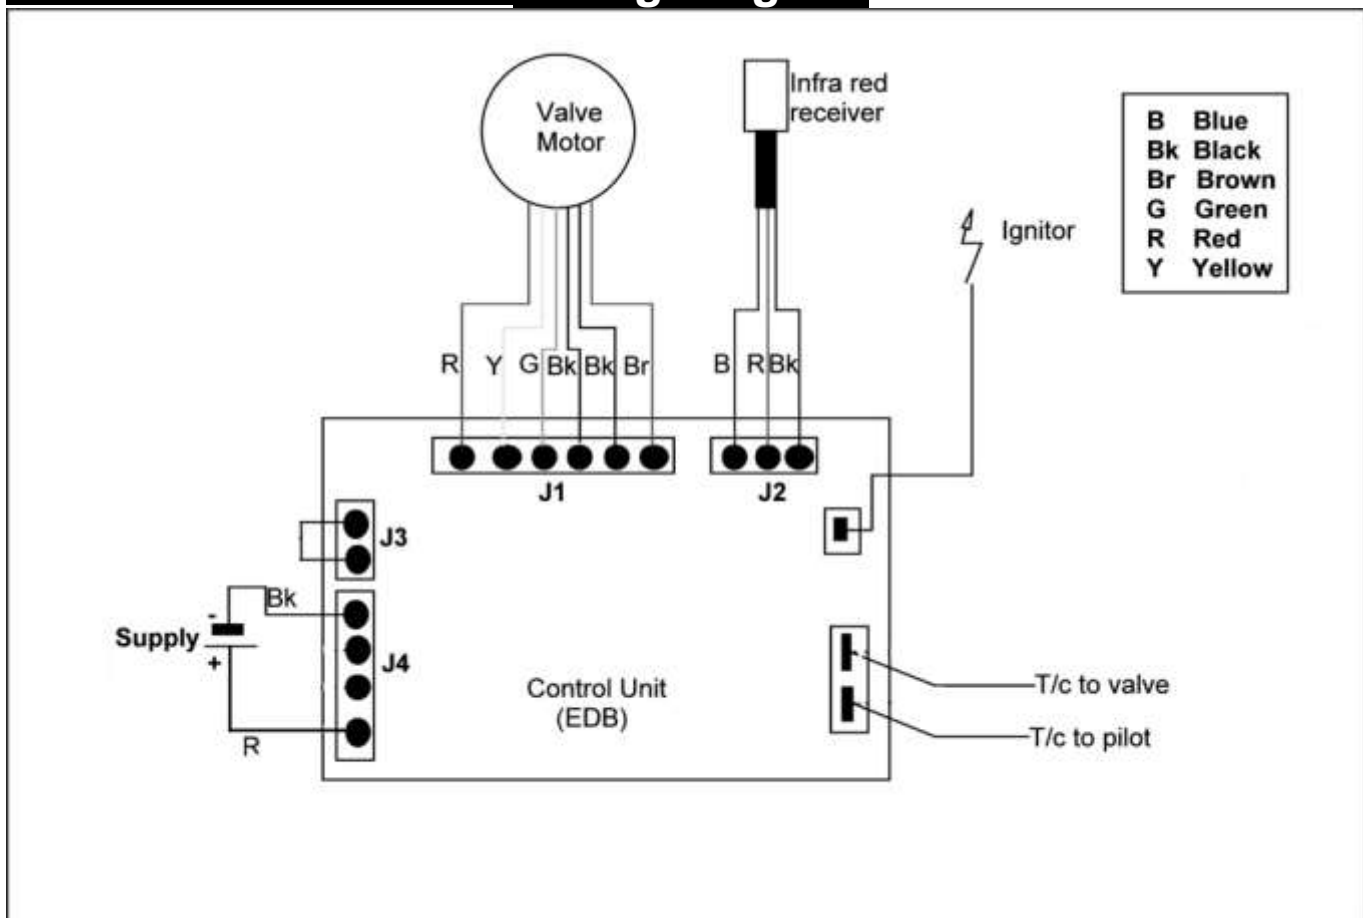 Valve
Motor
Infra red
receiver
B Blue
Bk Black
Br Brown
G Green
R Red
Y Yellow
Ignitor
R Y G Bk Bk Br
B R Bk
J1
J2
J3
Bk
-
Supply
+
J4
R
Control Unit
(EDB)
T/c to valve
T/c to pilot